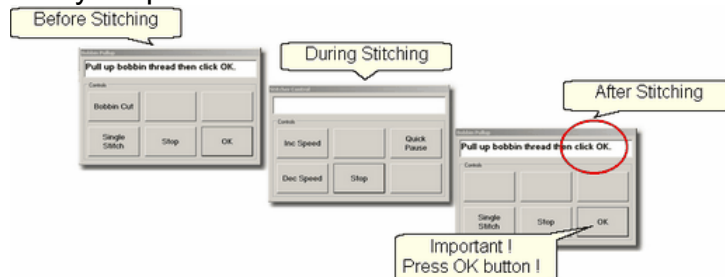 Before Stitching
Bobbin Pullup
Pull up bobbin thread then click OK.
Controls
Bobbin Cut
Single
Stitch
Stop
OK
During Stitching
Stitches Control
Controls
Inc Speed
Quick
Pause
Dec Speed
Stop
After Stitching
Bobbin Pullup
Pull up bobbin thread then click OK.
Controls
Single
Stitch
Stop
OK
Important !
Press OK button !